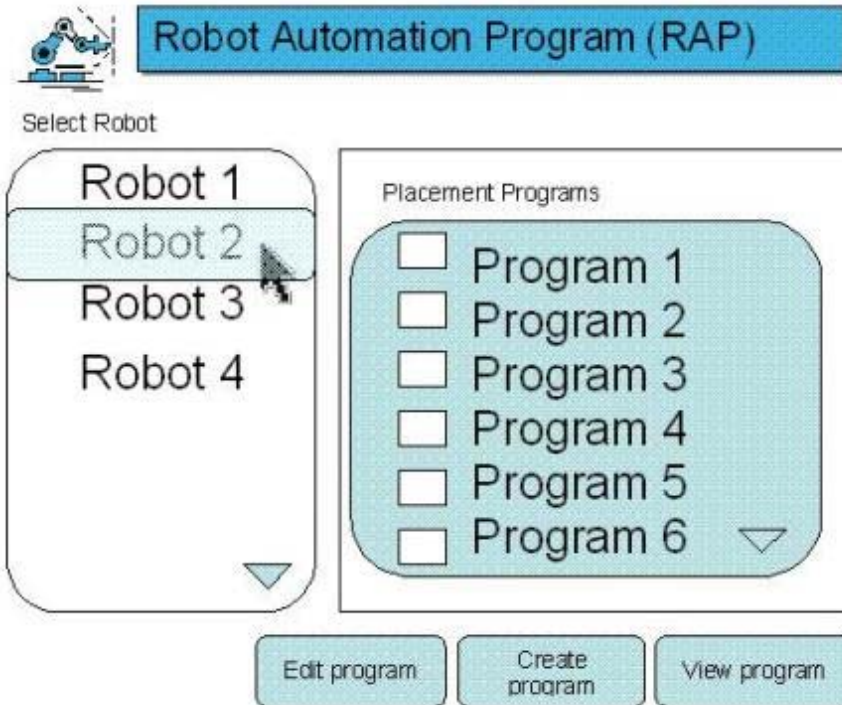 Robot Automation Program (RAP)
Select Robot
Robot 1
Robot 2
Robot 3
Robot 4
Placement Programs
Program 1
Program 2
Program 3
Program 4
Program 5
Program 6
Edit program
Create
program
View program